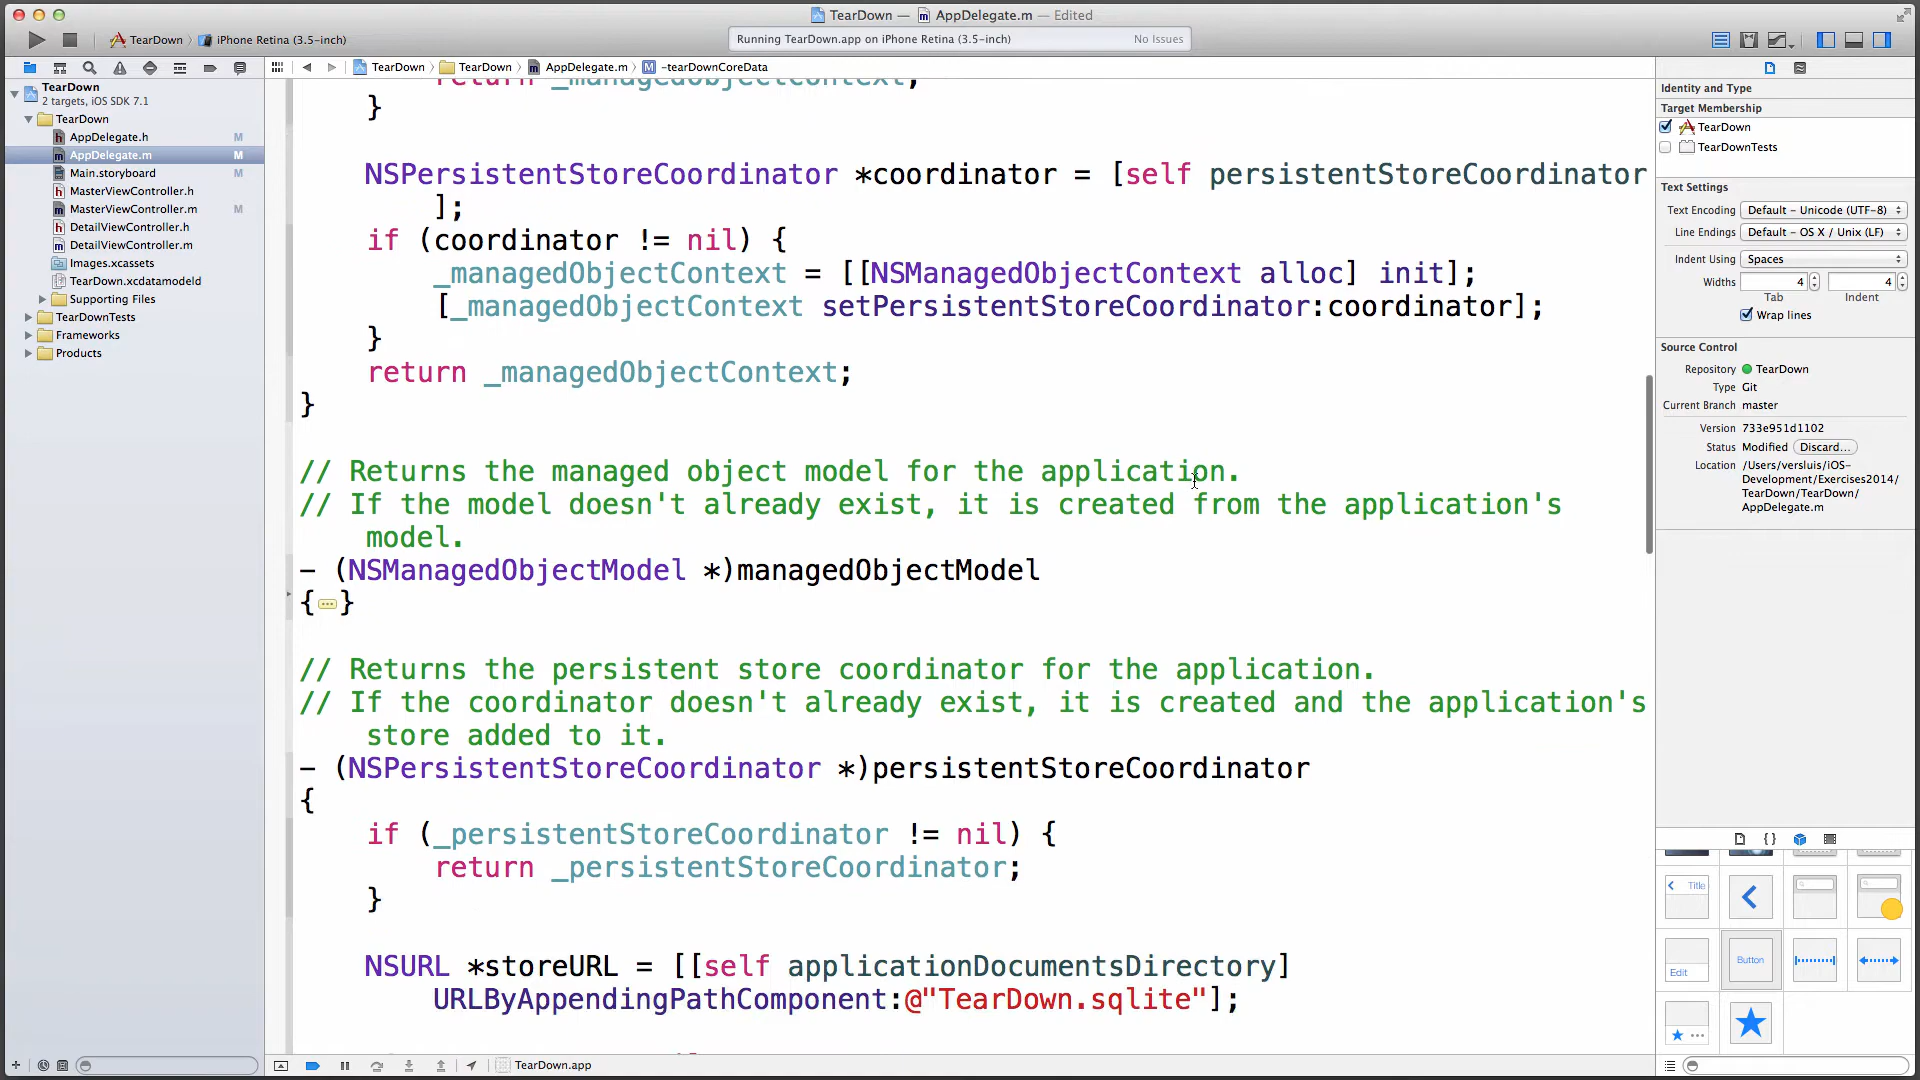 TearDown — AppDelegate.m — Edited
TearDown iPhone Retina (3.5-inch)
Running TearDown.app on iPhone Retina (3.5-inch) No Issues
TearDown TearDown AppDelegate.m -tearDownCoreData
TearDown
2 targets, iOS SDK 7.1
TearDown
AppDelegate.h M
AppDelegate.m M
Main.storyboard M
MasterViewController.h
MasterViewController.m M
DetailViewController.h
DetailViewController.m
Images.xcassets
TearDown.xcdatamodeld
Supporting Files
TearDownTests
Frameworks
Products
return _managedObjectContext;
}
NSPersistentStoreCoordinator *coordinator = [self persistentStoreCoordinator
];
if (coordinator != nil) {
_managedObjectContext = [[NSManagedObjectContext alloc] init];
[_managedObjectContext setPersistentStoreCoordinator:coordinator];
}
return _managedObjectContext;
}
// Returns the managed object model for the application.
// If the model doesn't already exist, it is created from the application's
model.
- (NSManagedObjectModel *)managedObjectModel
{...}
// Returns the persistent store coordinator for the application.
// If the coordinator doesn't already exist, it is created and the application's
store added to it.
- (NSPersistentStoreCoordinator *)persistentStoreCoordinator
{
if (_persistentStoreCoordinator != nil) {
return _persistentStoreCoordinator;
}
NSURL *storeURL = [[self applicationDocumentsDirectory]
URLByAppendingPathComponent:@"TearDown.sqlite"];
TearDown.app
Identity and Type
Target Membership
TearDown
TearDownTests
Text Settings
Text Encoding Default - Unicode (UTF-8)
Line Endings Default - OS X / Unix (LF)
Indent Using Spaces
Widths 4 4
Tab Indent
Wrap lines
Source Control
Repository TearDown
Type Git
Current Branch master
Version 733e951d1102
Status Modified Discard...
Location /Users/versluis/iOS-
Development/Exercises2014/
TearDown/TearDown/
AppDelegate.m
{ }
Title
Edit Button